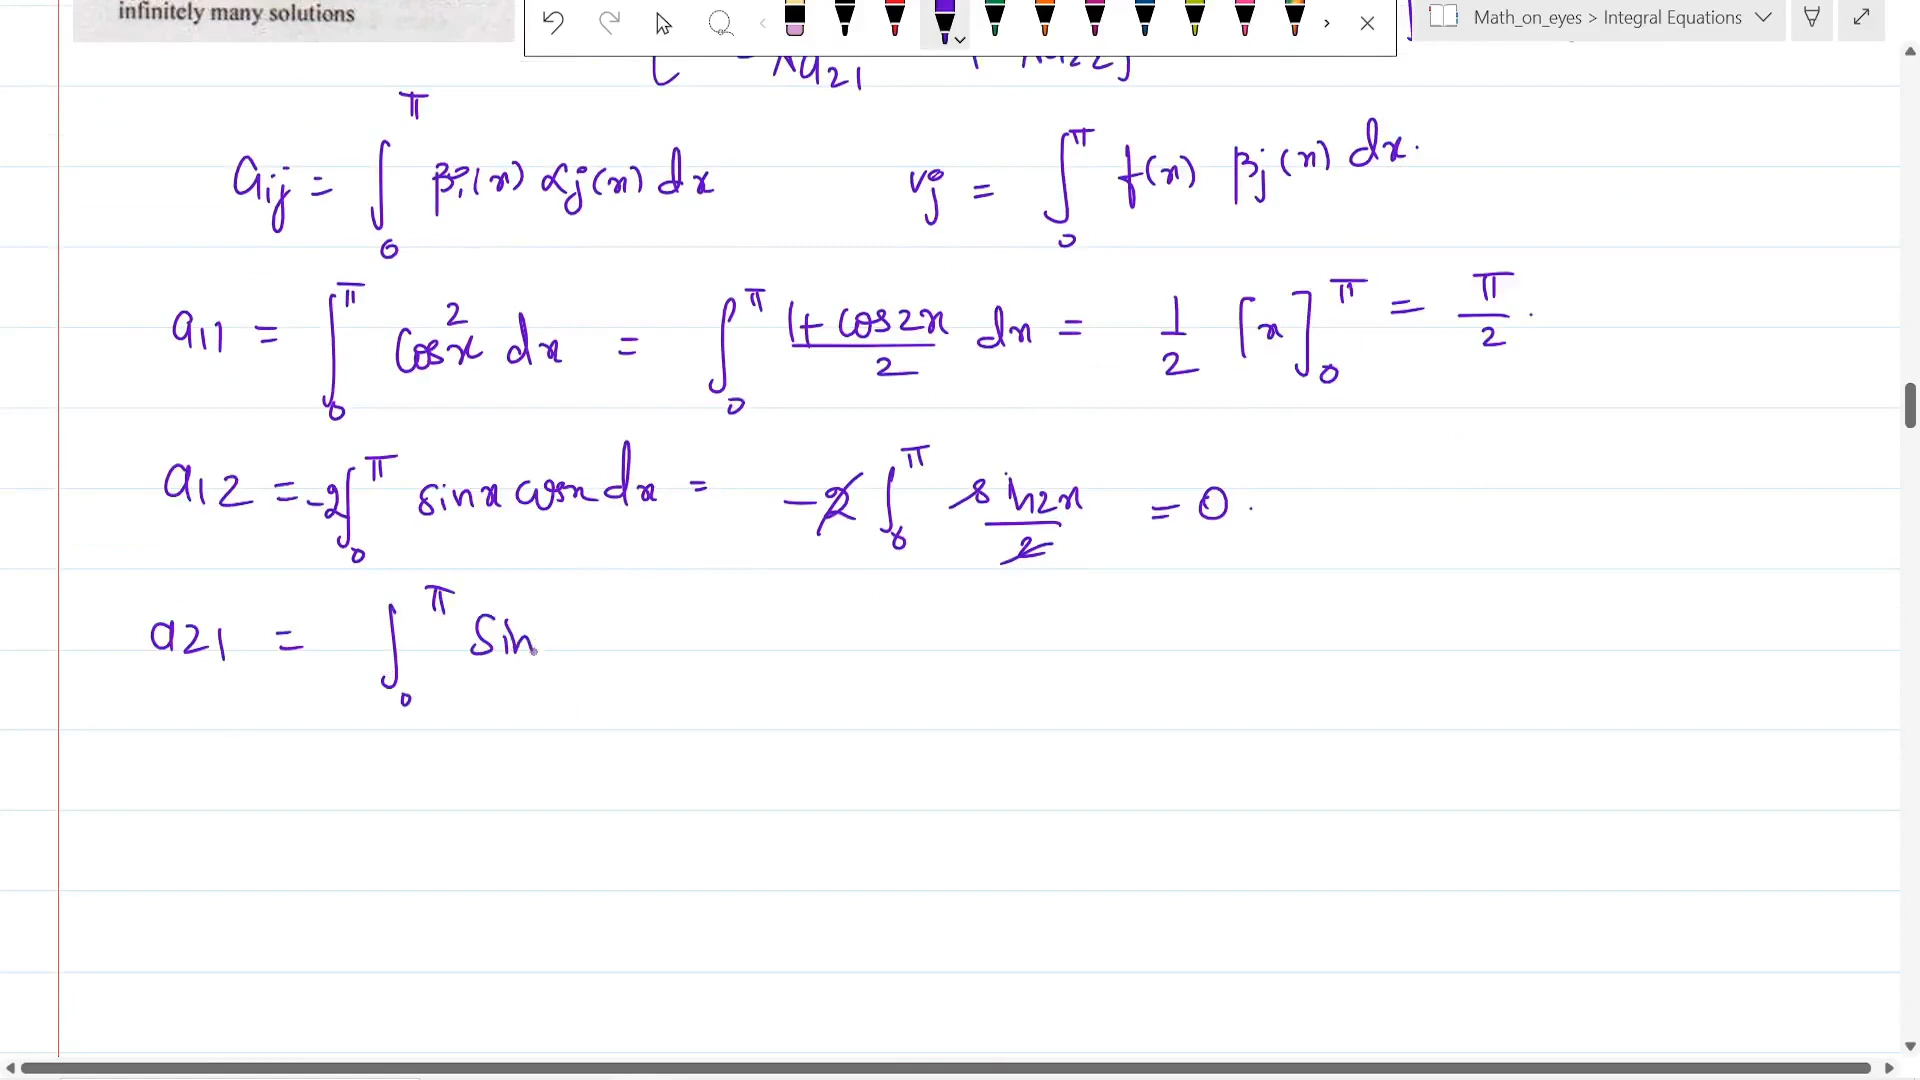 infinitely many solutions
Math_on_eyes > Integral Equations
λa21 λa22]
aij = ∫₀^π βi(x) αj(x) dx     vj = ∫₀^π f(x) βj(x) dx.
a11 = ∫₀^π cos²x dx = ∫₀^π (1+cos2x)/2 dx = 1/2 [x]₀^π = π/2.
a12 = -2∫₀^π sinx cosx dx = -2 ∫₀^π sin2x/2 = 0.
a21 = ∫₀^π sin